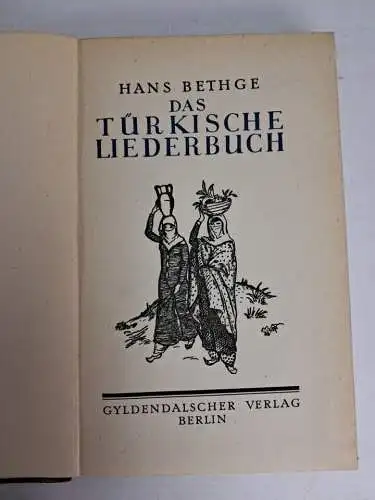 HANS BETHGE
DAS
TÜRKISCHE
LIEDERBUCH
GYLDENDALSCHER VERLAG
BERLIN